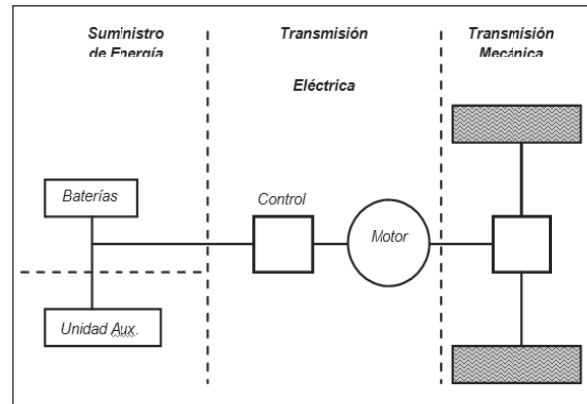 Suministro
de Energía
Transmisión
Eléctrica
Transmisión
Mecánica
Baterías
Control
Motor
Unidad Aux.